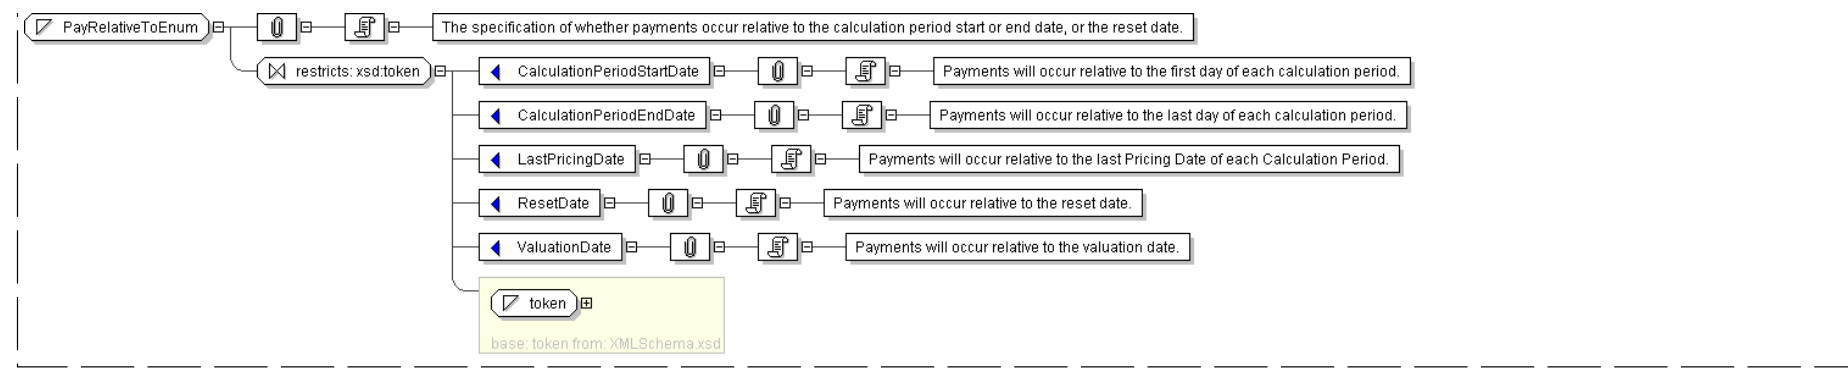 PayRelativeToEnum The specification of whether payments occur relative to the calculation period start or end date, or the reset date.
restricts: xsd:token CalculationPeriodStartDate Payments will occur relative to the first day of each calculation period.
CalculationPeriodEndDate Payments will occur relative to the last day of each calculation period.
LastPricingDate Payments will occur relative to the last Pricing Date of each Calculation Period.
ResetDate Payments will occur relative to the reset date.
ValuationDate Payments will occur relative to the valuation date.
token
base: token from: XMLSchema.xsd